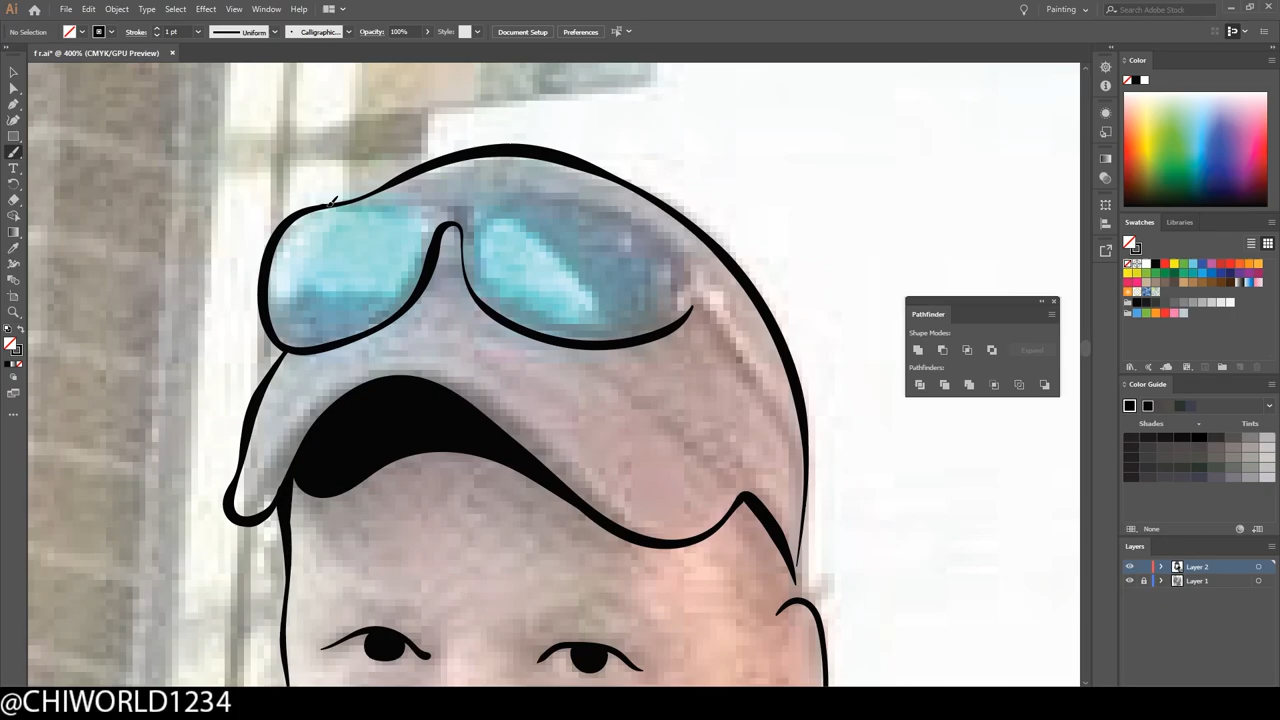 Ai File Edit Object Type Select Effect View Window Help Painting Search Adobe Stock
No Selection Stroke: 1 pt Uniform Calligraphic... Opacity: 100% Style: Document Setup Preferences
f r.ai* @ 400% (CMYK/GPU Preview)
Color
Swatches Libraries
Pathfinder
Shape Modes:
Expand
Pathfinders:
Color Guide
Shades Tints
None
Layers
Layer 2
Layer 1
@CHIWORLD1234